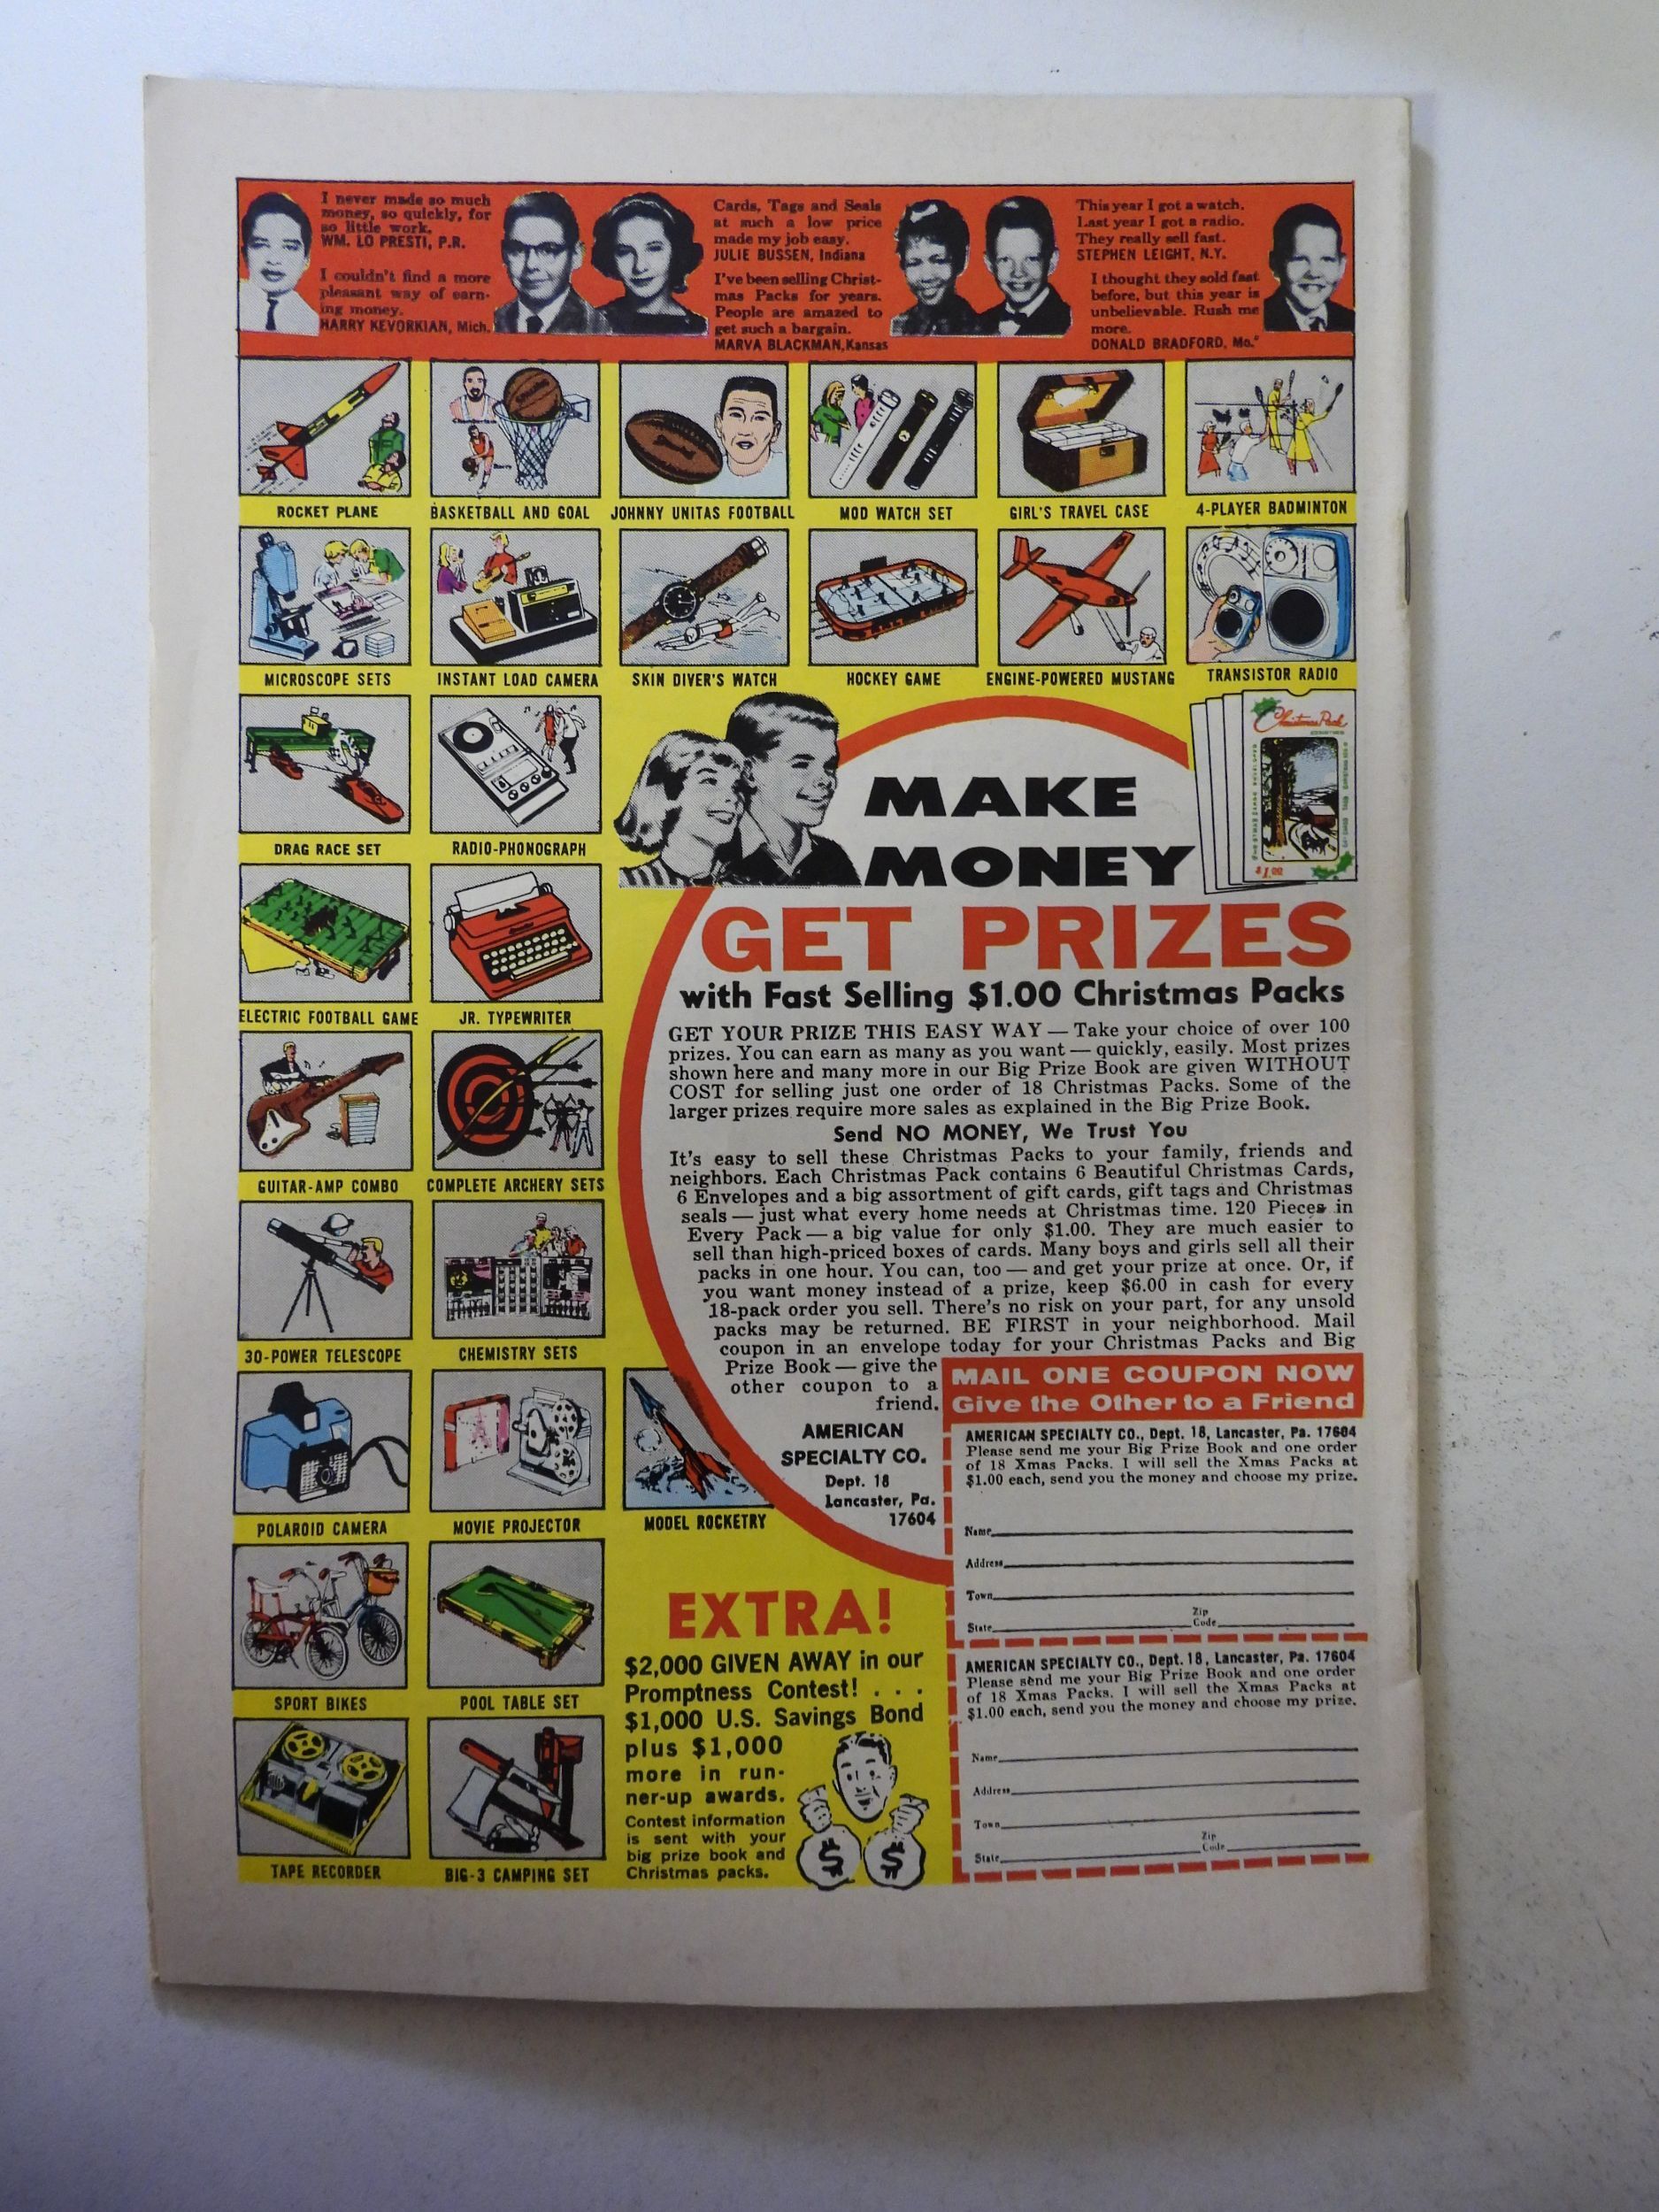 I never made so much
money, so quickly, for
so little work.
WM. LO PRESTI, P.R.
I couldn't find a more
pleasant way of earn-
ing money.
HARRY KEVORKIAN, Mich.
Cards, Tags and Seals
at such a low price
made my job easy.
JULIE BUSSEN, Indiana
I've been selling Christ-
mas Packs for years.
People are amazed to
get such a bargain.
MARVA BLACKMAN, Kansas
This year I got a watch.
Last year I got a radio.
They really sell fast.
STEPHEN LEIGHT, N.Y.
I thought they sold fast
before, but this year is
unbelievable. Rush me
more.
DONALD BRADFORD, Mo."
Chamberlain
Barry
ROCKET PLANE
BASKETBALL AND GOAL
JOHNNY UNITAS FOOTBALL
MOD WATCH SET
GIRL'S TRAVEL CASE
4-PLAYER BADMINTON
MICROSCOPE SETS
INSTANT LOAD CAMERA
SKIN DIVER'S WATCH
HOCKEY GAME
ENGINE-POWERED MUSTANG
TRANSISTOR RADIO
DRAG RACE SET
RADIO-PHONOGRAPH
ELECTRIC FOOTBALL GAME
JR. TYPEWRITER
GUITAR-AMP COMBO
COMPLETE ARCHERY SETS
30-POWER TELESCOPE
CHEMISTRY SETS
POLAROID CAMERA
MOVIE PROJECTOR
MODEL ROCKETRY
SPORT BIKES
POOL TABLE SET
TAPE RECORDER
BIG-3 CAMPING SET
Christmas Pack
$1.00
MAKE
MONEY
GET PRIZES
with Fast Selling $1.00 Christmas Packs
GET YOUR PRIZE THIS EASY WAY — Take your choice of over 100
prizes. You can earn as many as you want — quickly, easily. Most prizes
shown here and many more in our Big Prize Book are given WITHOUT
COST for selling just one order of 18 Christmas Packs. Some of the
larger prizes require more sales as explained in the Big Prize Book.
Send NO MONEY, We Trust You
It's easy to sell these Christmas Packs to your family, friends and
neighbors. Each Christmas Pack contains 6 Beautiful Christmas Cards,
6 Envelopes and a big assortment of gift cards, gift tags and Christmas
seals — just what every home needs at Christmas time. 120 Pieces in
Every Pack — a big value for only $1.00. They are much easier to
sell than high-priced boxes of cards. Many boys and girls sell all their
packs in one hour. You can, too — and get your prize at once. Or, if
you want money instead of a prize, keep $6.00 in cash for every
18-pack order you sell. There's no risk on your part, for any unsold
packs may be returned. BE FIRST in your neighborhood. Mail
coupon in an envelope today for your Christmas Packs and Big
Prize Book — give the
other coupon to a
friend.
AMERICAN
SPECIALTY CO.
Dept. 18
Lancaster, Pa.
17604
MAIL ONE COUPON NOW
Give the Other to a Friend
AMERICAN SPECIALTY CO., Dept. 18, Lancaster, Pa. 17604
Please send me your Big Prize Book and one order
of 18 Xmas Packs. I will sell the Xmas Packs at
$1.00 each, send you the money and choose my prize.
Name
Address
Town
State Zip Code
AMERICAN SPECIALTY CO., Dept. 18, Lancaster, Pa. 17604
Please send me your Big Prize Book and one order
of 18 Xmas Packs. I will sell the Xmas Packs at
$1.00 each, send you the money and choose my prize.
Name
Address
Town
State Zip Code
EXTRA!
$2,000 GIVEN AWAY in our
Promptness Contest! . . .
$1,000 U.S. Savings Bond
plus $1,000
more in run-
ner-up awards.
Contest information
is sent with your
big prize book and
Christmas packs.
$ $